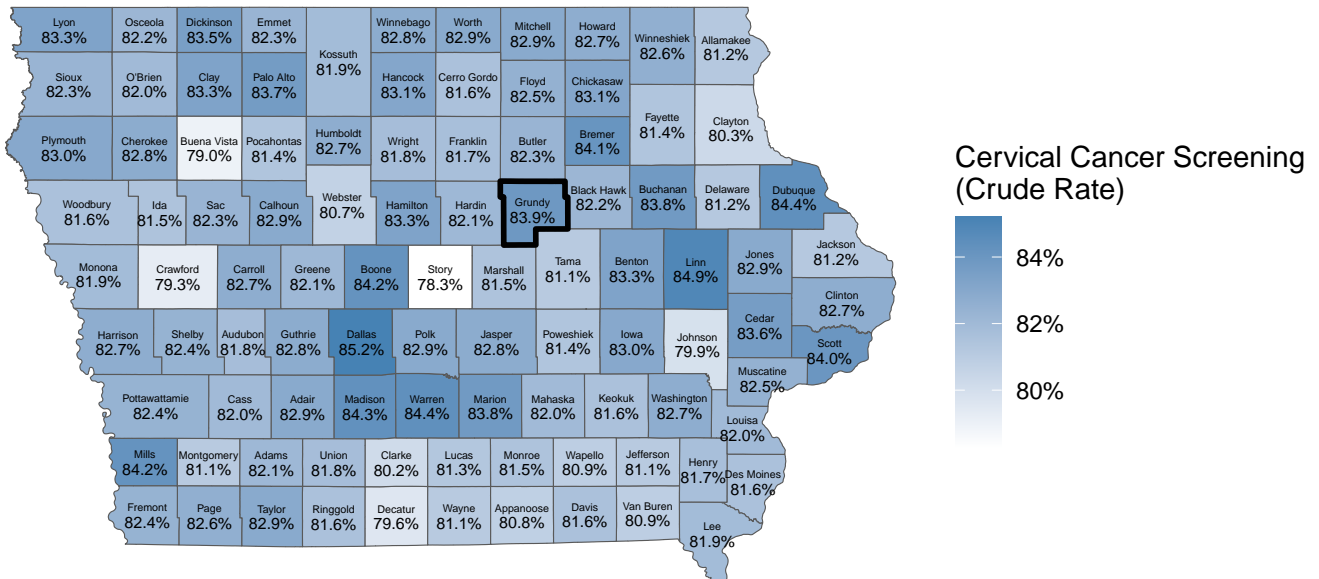 Lyon
83.3%
Osceola
82.2%
Dickinson
83.5%
Emmet
82.3%
Kossuth
81.9%
Winnebago
82.8%
Worth
82.9%
Mitchell
82.9%
Howard
82.7%
Winneshiek
82.6%
Allamakee
81.2%
Sioux
82.3%
O'Brien
82.0%
Clay
83.3%
Palo Alto
83.7%
Hancock
83.1%
Cerro Gordo
81.6%
Floyd
82.5%
Chickasaw
83.1%
Fayette
81.4%
Clayton
80.3%
Plymouth
83.0%
Cherokee
82.8%
Buena Vista
79.0%
Pocahontas
81.4%
Humboldt
82.7%
Wright
81.8%
Franklin
81.7%
Butler
82.3%
Bremer
84.1%
Woodbury
81.6%
Ida
81.5%
Sac
82.3%
Calhoun
82.9%
Webster
80.7%
Hamilton
83.3%
Hardin
82.1%
Grundy
83.9%
Black Hawk
82.2%
Buchanan
83.8%
Delaware
81.2%
Dubuque
84.4%
Monona
81.9%
Crawford
79.3%
Carroll
82.7%
Greene
82.1%
Boone
84.2%
Story
78.3%
Marshall
81.5%
Tama
81.1%
Benton
83.3%
Linn
84.9%
Jones
82.9%
Jackson
81.2%
Clinton
82.7%
Harrison
82.7%
Shelby
82.4%
Audubon
81.8%
Guthrie
82.8%
Dallas
85.2%
Polk
82.9%
Jasper
82.8%
Poweshiek
81.4%
Iowa
83.0%
Johnson
79.9%
Cedar
83.6%
Scott
84.0%
Muscatine
82.5%
Pottawattamie
82.4%
Cass
82.0%
Adair
82.9%
Madison
84.3%
Warren
84.4%
Marion
83.8%
Mahaska
82.0%
Keokuk
81.6%
Washington
82.7%
Louisa
82.0%
Mills
84.2%
Montgomery
81.1%
Adams
82.1%
Union
81.8%
Clarke
80.2%
Lucas
81.3%
Monroe
81.5%
Wapello
80.9%
Jefferson
81.1%
Henry
81.7%
Des Moines
81.6%
Fremont
82.4%
Page
82.6%
Taylor
82.9%
Ringgold
81.6%
Decatur
79.6%
Wayne
81.1%
Appanoose
80.8%
Davis
81.6%
Van Buren
80.9%
Lee
81.9%
Cervical Cancer Screening
(Crude Rate)
84%
82%
80%